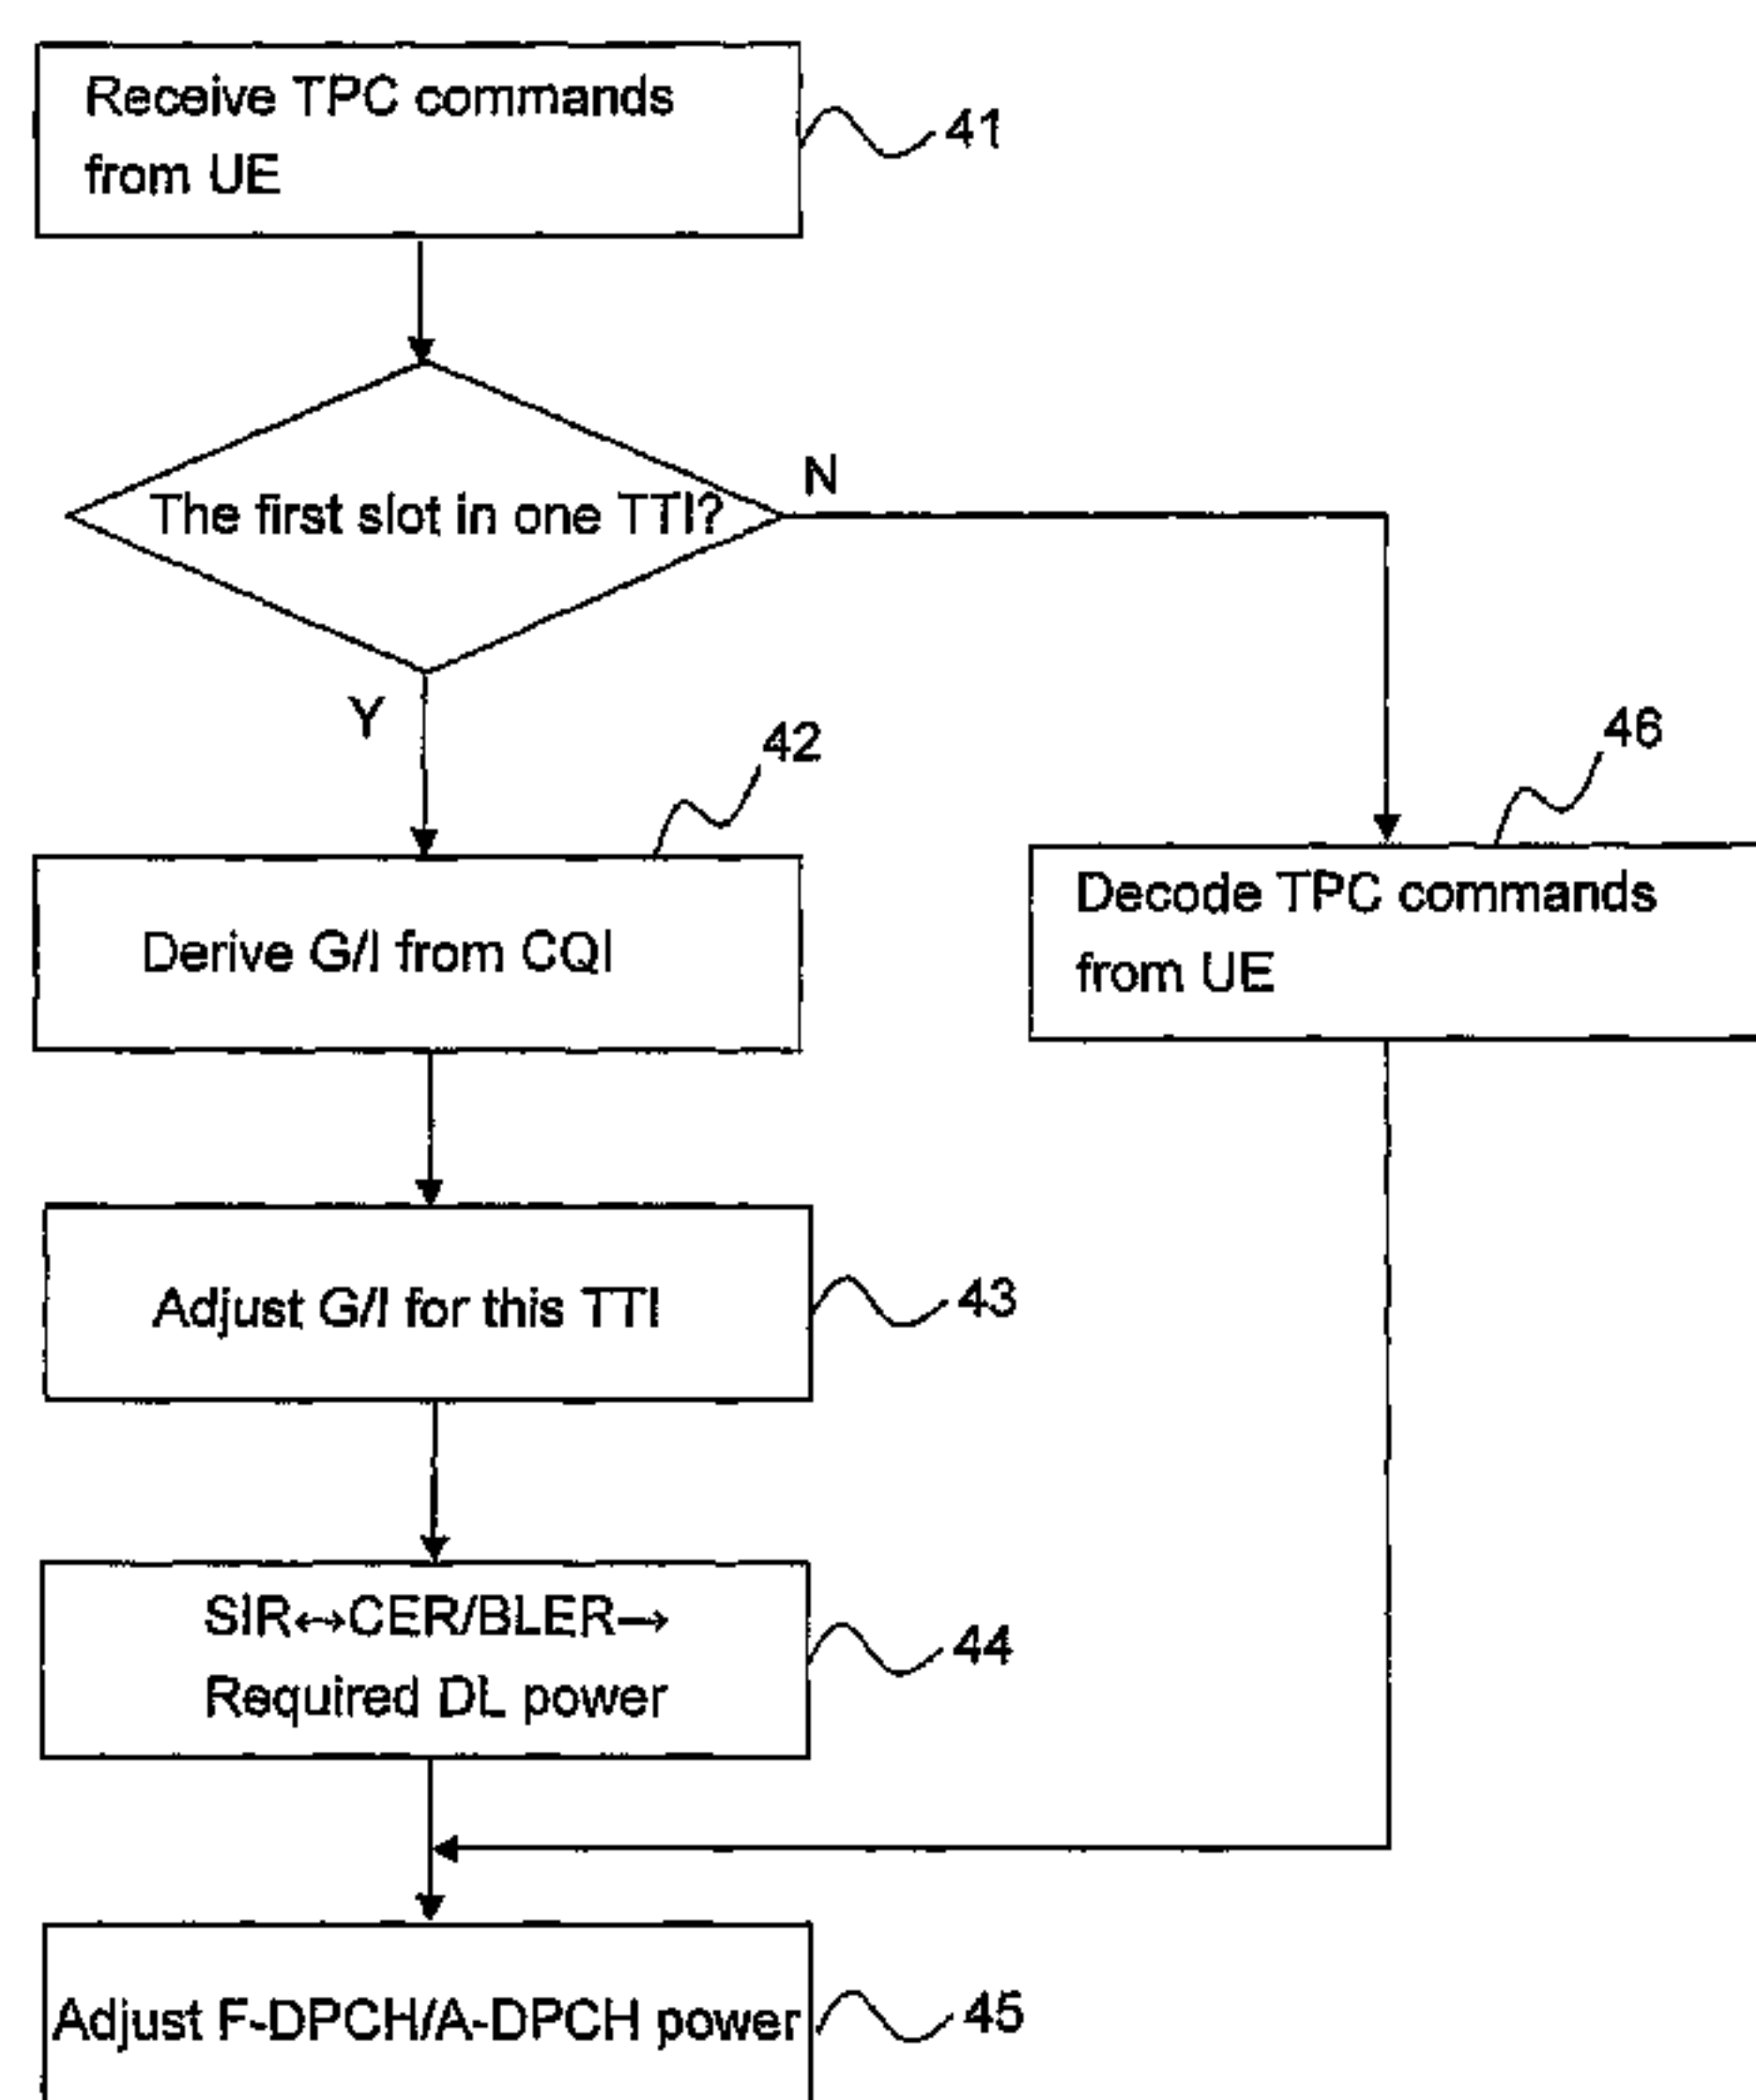 Receive TPC commands
from UE
41
The first slot in one TTI?
N
Y
42
46
Derive G/I from CQI
Decode TPC commands
from UE
Adjust G/I for this TTI
43
SIR↔CER/BLER→
Required DL power
44
Adjust F-DPCH/A-DPCH power
45